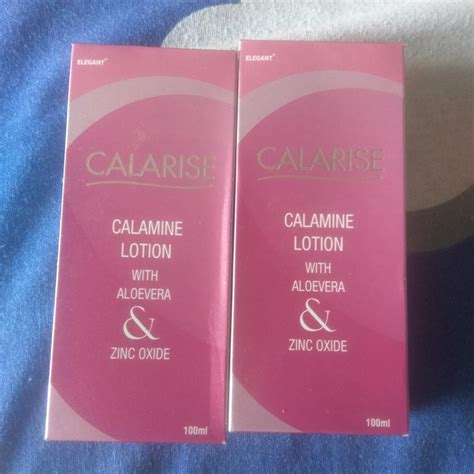 ELEGANT
CALARISE
CALAMINE
LOTION
WITH
ALOEVERA
&
ZINC OXIDE
100ml
ELEGANT
CALARISE
CALAMINE
LOTION
WITH
ALOEVERA
&
ZINC OXIDE
100ml